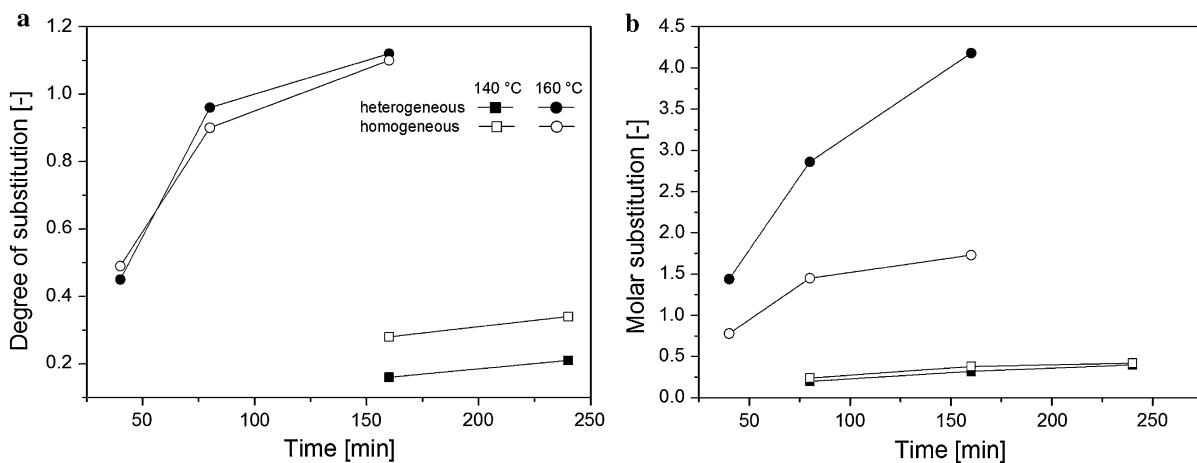 a
Degree of substitution [-]
1.2
1.0
0.8
0.6
0.4
0.2
50
100
150
200
250
Time [min]
140 °C 160 °C
heterogeneous
homogeneous
b
Molar substitution [-]
4.5
4.0
3.5
3.0
2.5
2.0
1.5
1.0
0.5
0.0
50
100
150
200
250
Time [min]